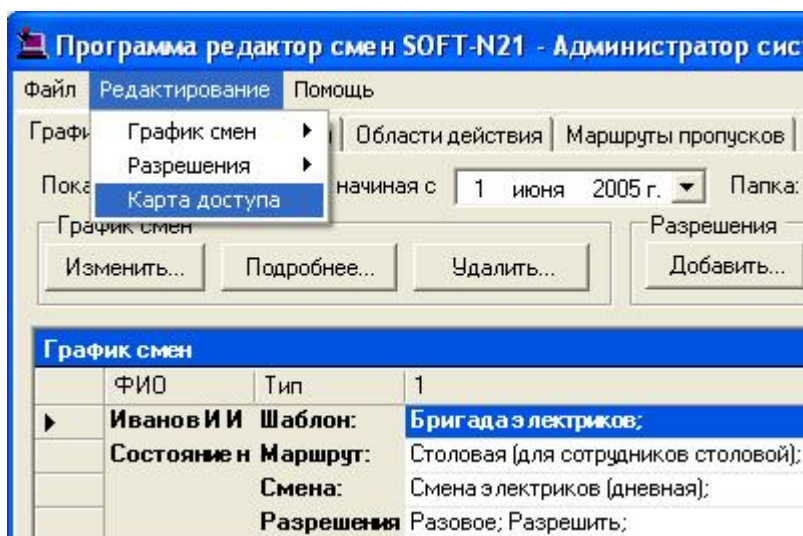 Программа редактор смен SOFT-N21 - Администратор сис
Файл Редактирование Помощь
Области действия Маршруты пропусков
График смен
Разрешения
Карта доступа
начиная с 1 июня 2005 г. Папка:
График смен Разрешения
Изменить... Подробнее... Удалить... Добавить...
График смен
ФИО Тип 1
Иванов И И Шаблон: Бригада электриков;
Состояние н Маршрут: Столовая (для сотрудников столовой);
Смена: Смена электриков (дневная);
Разрешения Разовое; Разрешить;